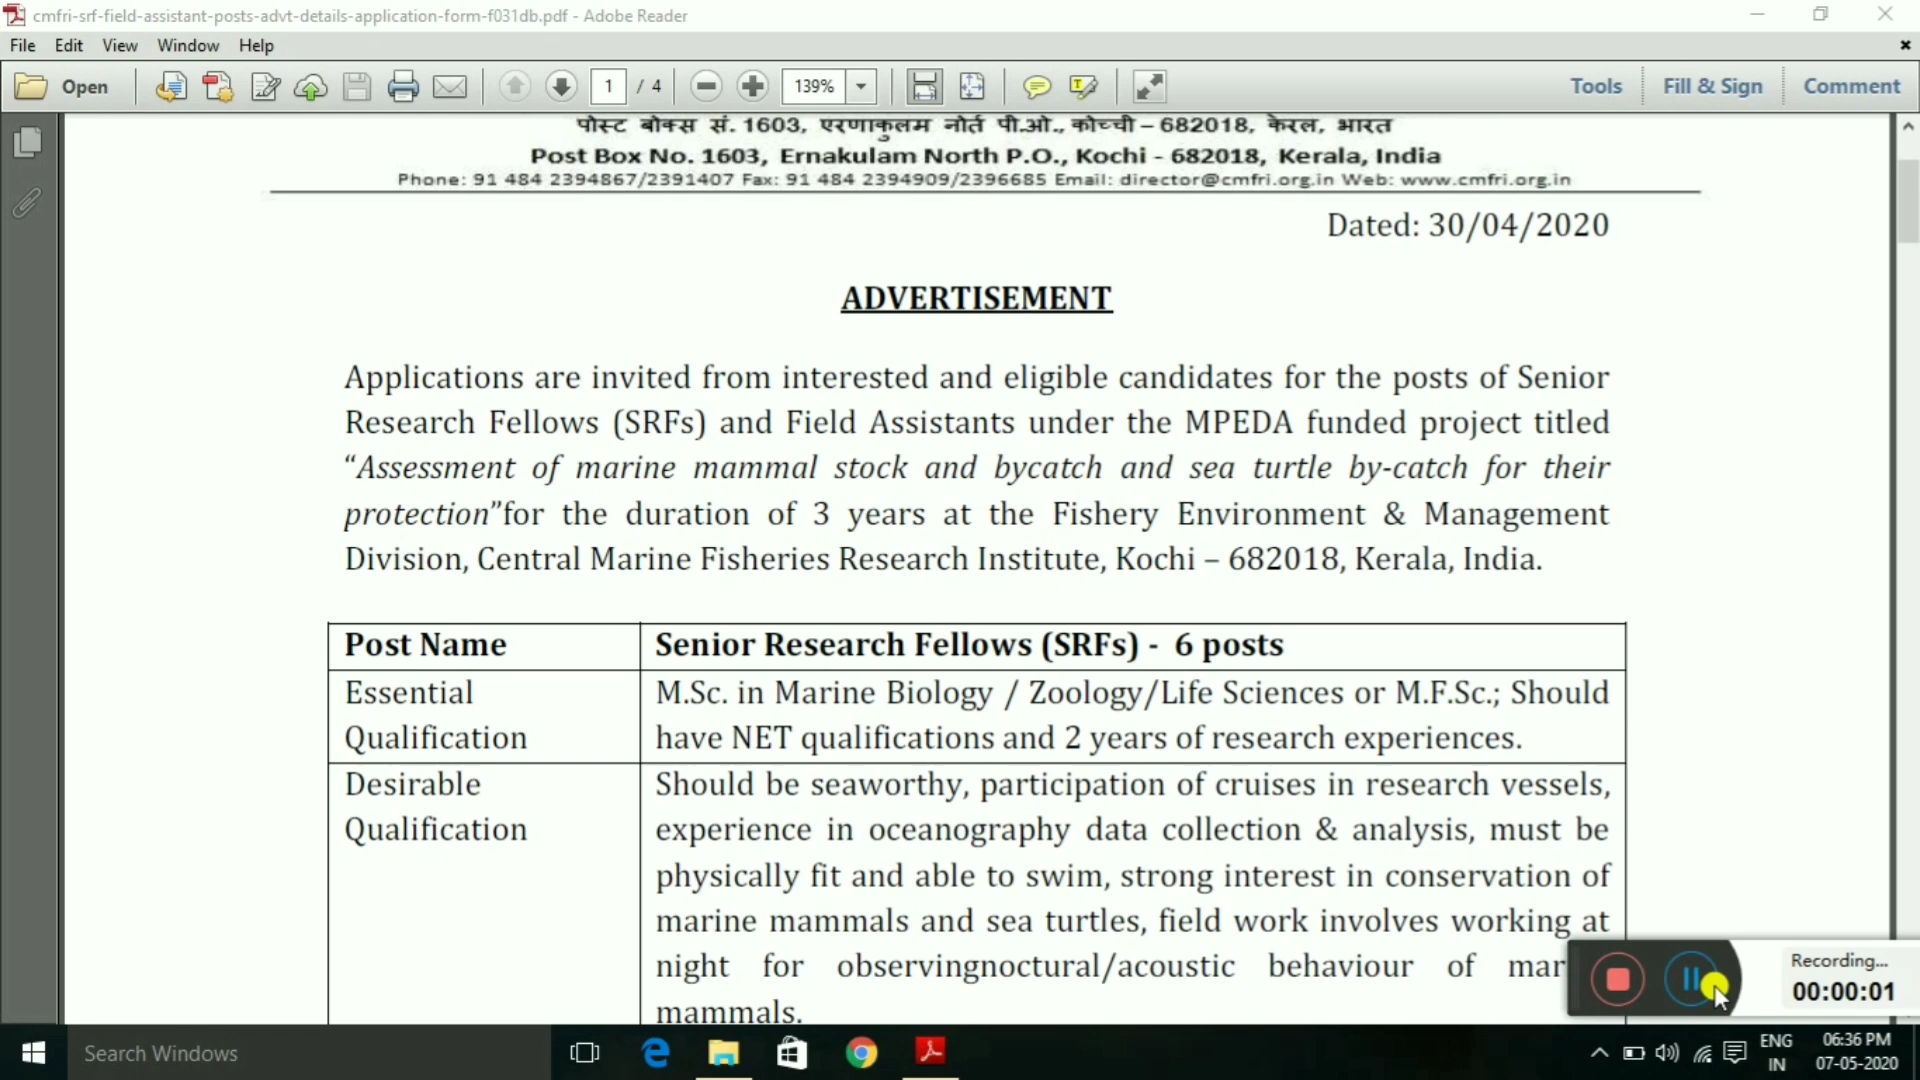 cmfri-srf-field-assistant-posts-advt-details-application-form-f031db.pdf - Adobe Reader
File Edit View Window Help
Open 1 / 4 139% Tools Fill & Sign Comment
पोस्ट बोक्स सं. 1603, एरणाकुलम नोर्त पी.ओ., कोच्ची – 682018, केरल, भारत
Post Box No. 1603, Ernakulam North P.O., Kochi - 682018, Kerala, India
Phone: 91 484 2394867/2391407 Fax: 91 484 2394909/2396685 Email: director@cmfri.org.in Web: www.cmfri.org.in
Dated: 30/04/2020
ADVERTISEMENT
Applications are invited from interested and eligible candidates for the posts of Senior
Research Fellows (SRFs) and Field Assistants under the MPEDA funded project titled
“Assessment of marine mammal stock and bycatch and sea turtle by-catch for their
protection”for the duration of 3 years at the Fishery Environment & Management
Division, Central Marine Fisheries Research Institute, Kochi – 682018, Kerala, India.
Post Name Senior Research Fellows (SRFs) - 6 posts
Essential M.Sc. in Marine Biology / Zoology/Life Sciences or M.F.Sc.; Should
Qualification have NET qualifications and 2 years of research experiences.
Desirable Should be seaworthy, participation of cruises in research vessels,
Qualification experience in oceanography data collection & analysis, must be
physically fit and able to swim, strong interest in conservation of
marine mammals and sea turtles, field work involves working at
night for observingnoctural/acoustic behaviour of mar
mammals.
Recording...
00:00:01
Search Windows
ENG 06:36 PM
IN 07-05-2020